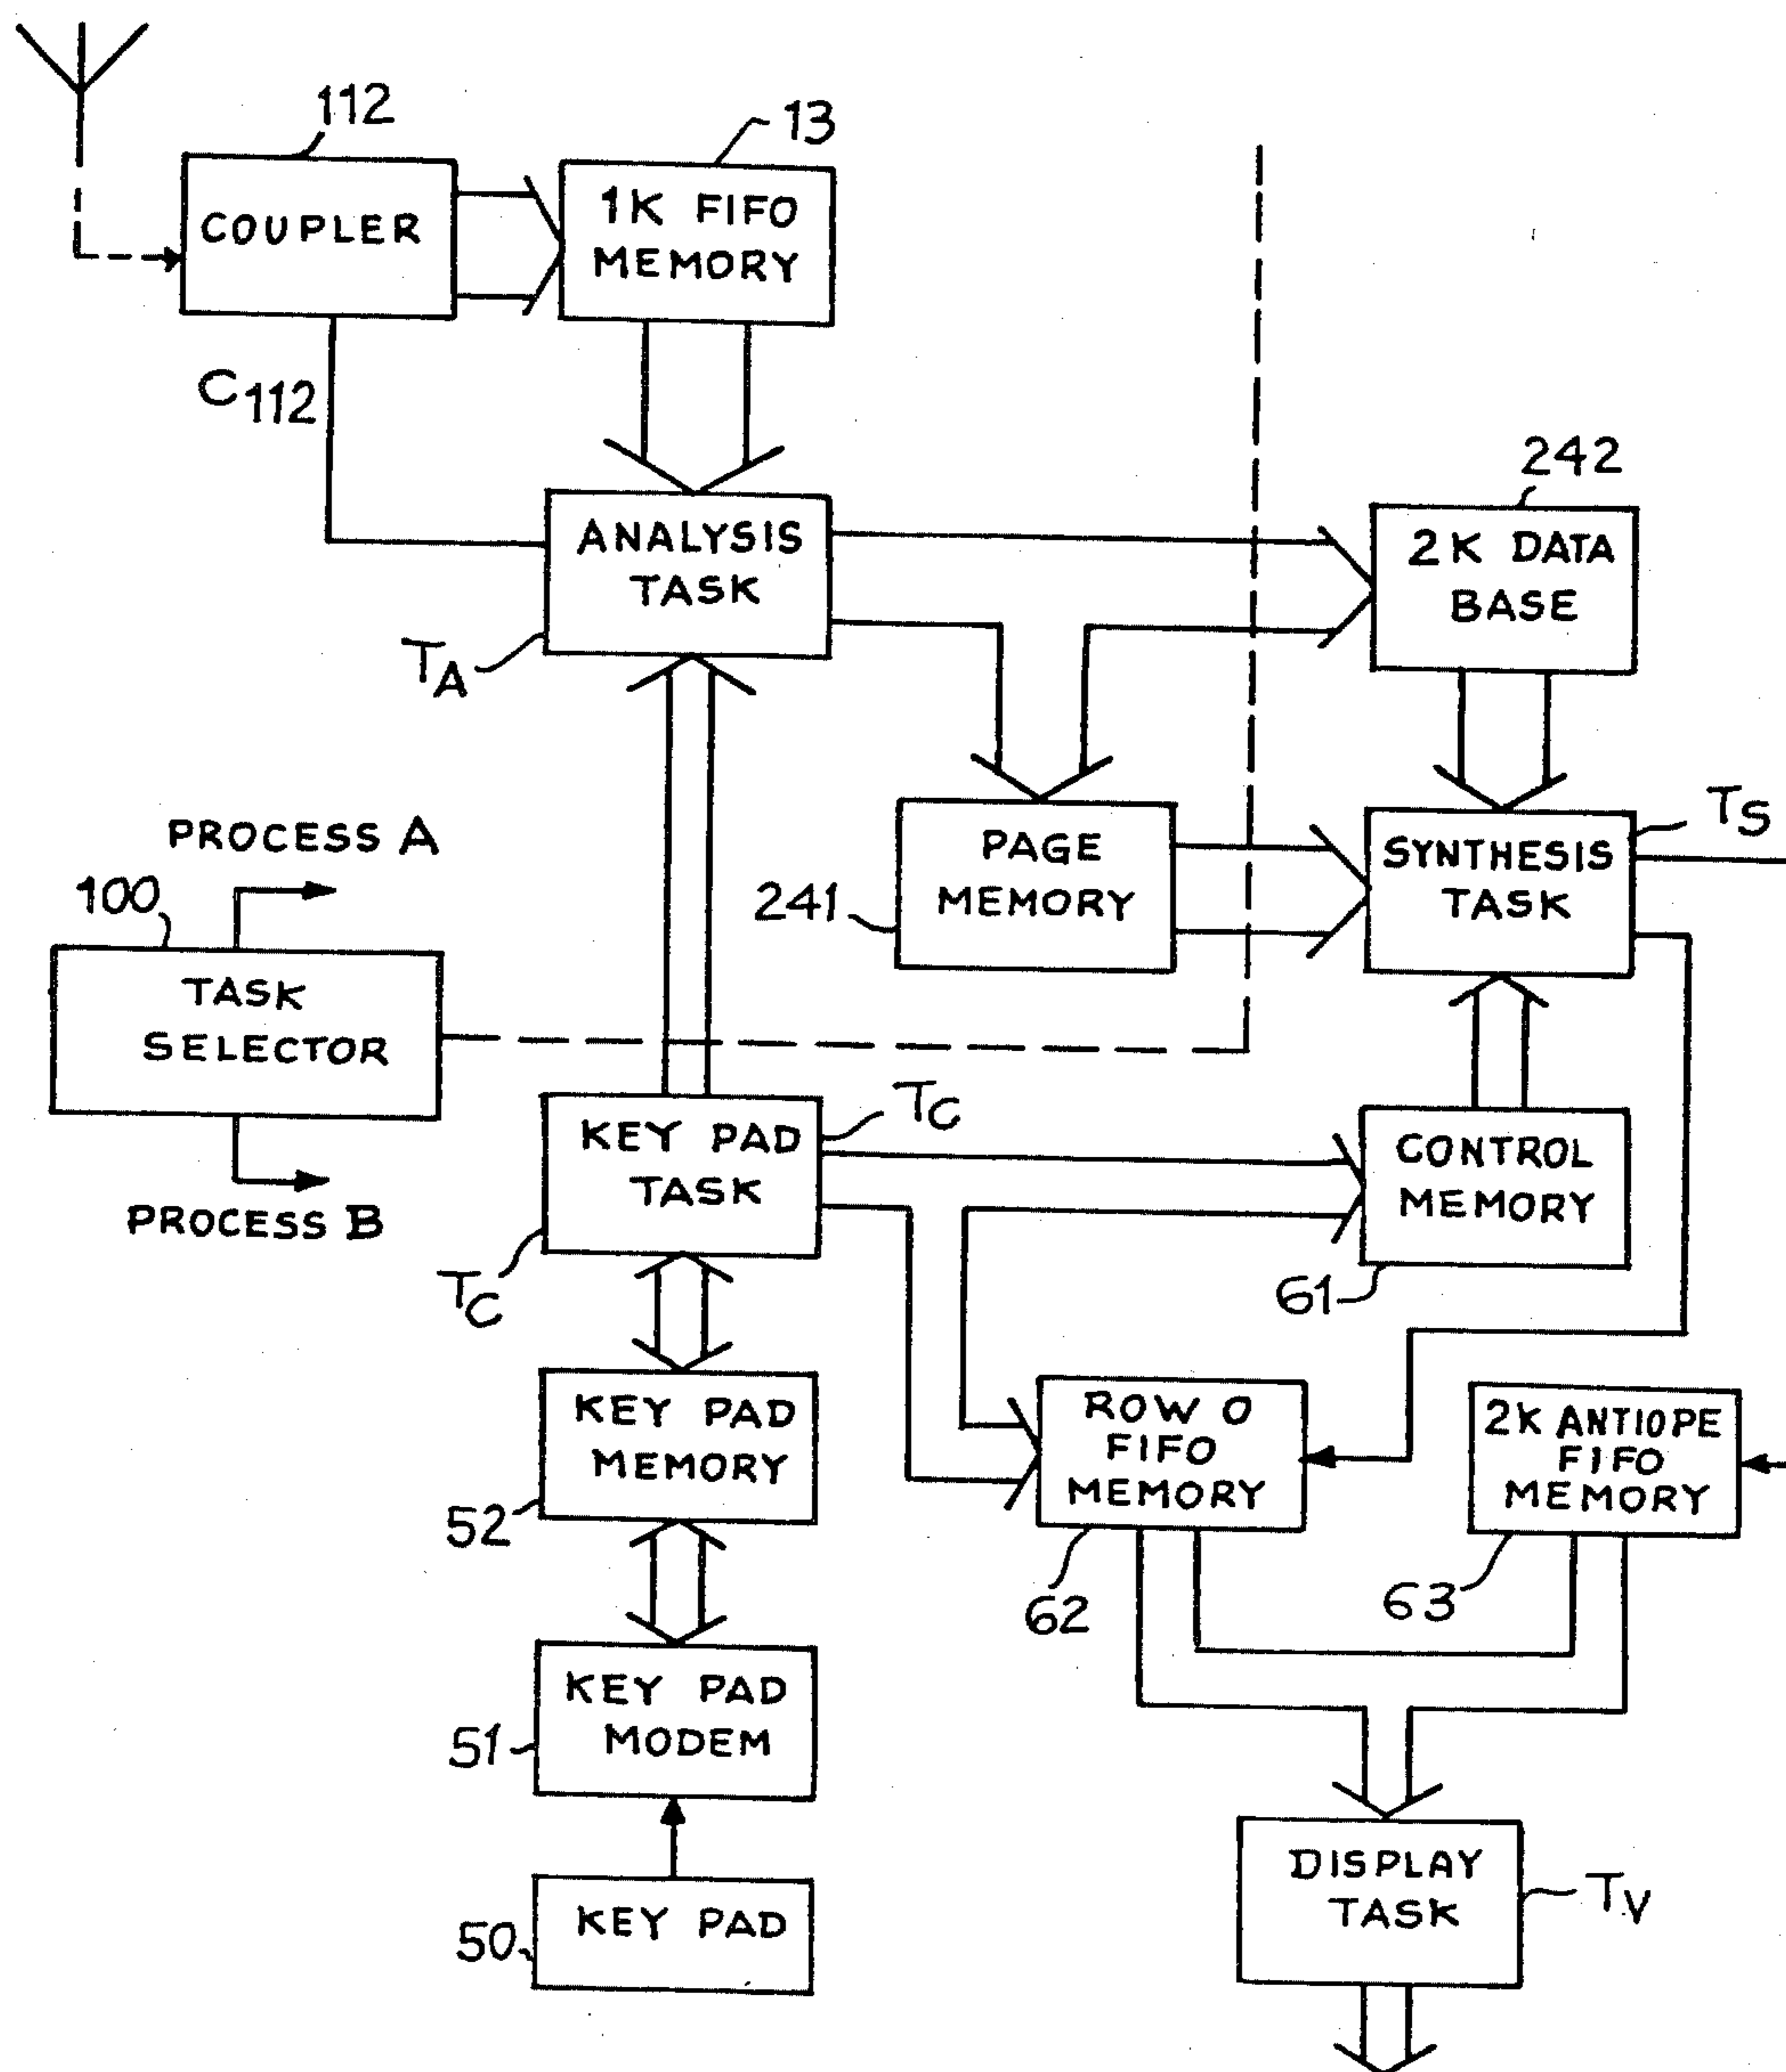 112
13
COUPLER
1K FIFO
MEMORY
C112
242
ANALYSIS
TASK
2K DATA
BASE
TA
PROCESS A
TS
100
PAGE
MEMORY
SYNTHESIS
TASK
241
TASK
SELECTOR
TC
KEY PAD
TASK
CONTROL
MEMORY
PROCESS B
TC
61
KEY PAD
MEMORY
ROW 0
FIFO
MEMORY
2K ANTIOPE
FIFO
MEMORY
52
62
63
KEY PAD
MODEM
51
DISPLAY
TASK
TV
KEY PAD
50